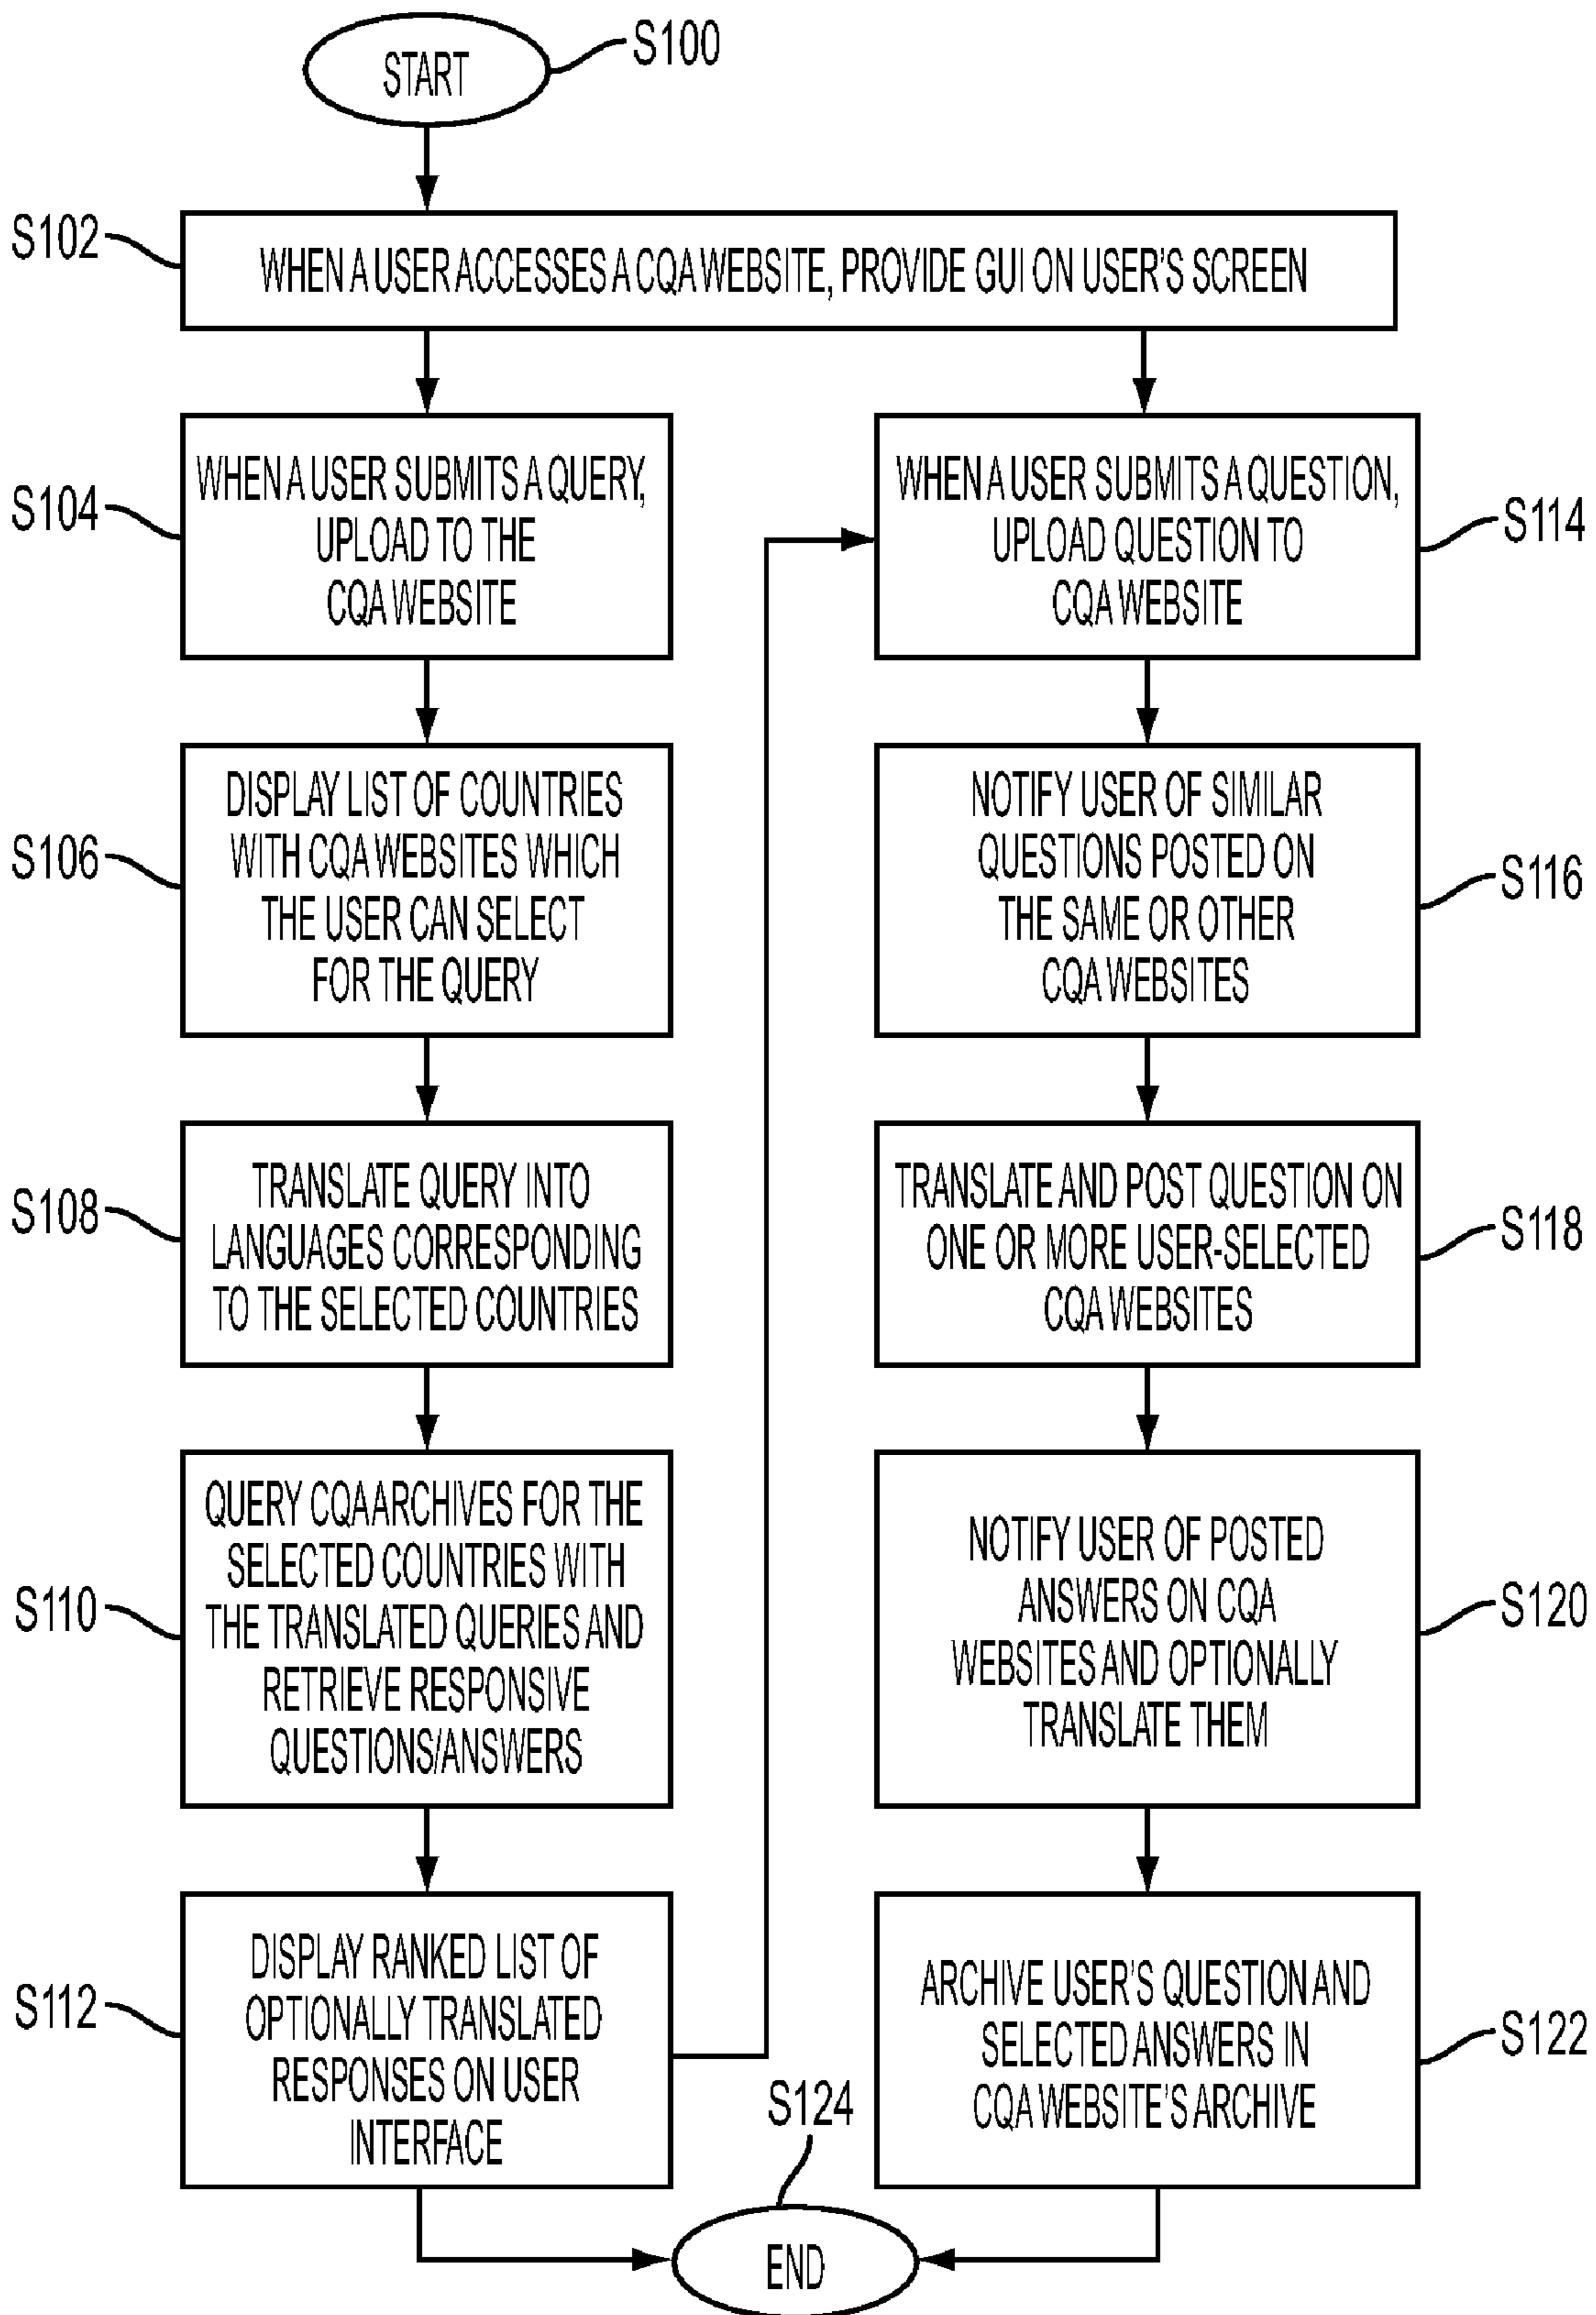 START
S100
S102
WHEN A USER ACCESSES A CQA WEBSITE, PROVIDE GUI ON USER'S SCREEN
S104
WHEN A USER SUBMITS A QUERY,
UPLOAD TO THE
CQA WEBSITE
S106
DISPLAY LIST OF COUNTRIES
WITH CQA WEBSITES WHICH
THE USER CAN SELECT
FOR THE QUERY
S108
TRANSLATE QUERY INTO
LANGUAGES CORRESPONDING
TO THE SELECTED COUNTRIES
S110
QUERY CQA ARCHIVES FOR THE
SELECTED COUNTRIES WITH
THE TRANSLATED QUERIES AND
RETRIEVE RESPONSIVE
QUESTIONS/ANSWERS
S112
DISPLAY RANKED LIST OF
OPTIONALLY TRANSLATED
RESPONSES ON USER
INTERFACE
WHEN A USER SUBMITS A QUESTION,
UPLOAD QUESTION TO
CQA WEBSITE
S114
NOTIFY USER OF SIMILAR
QUESTIONS POSTED ON
THE SAME OR OTHER
CQA WEBSITES
S116
TRANSLATE AND POST QUESTION ON
ONE OR MORE USER-SELECTED
CQA WEBSITES
S118
NOTIFY USER OF POSTED
ANSWERS ON CQA
WEBSITES AND OPTIONALLY
TRANSLATE THEM
S120
ARCHIVE USER'S QUESTION AND
SELECTED ANSWERS IN
CQA WEBSITE'S ARCHIVE
S122
S124
END